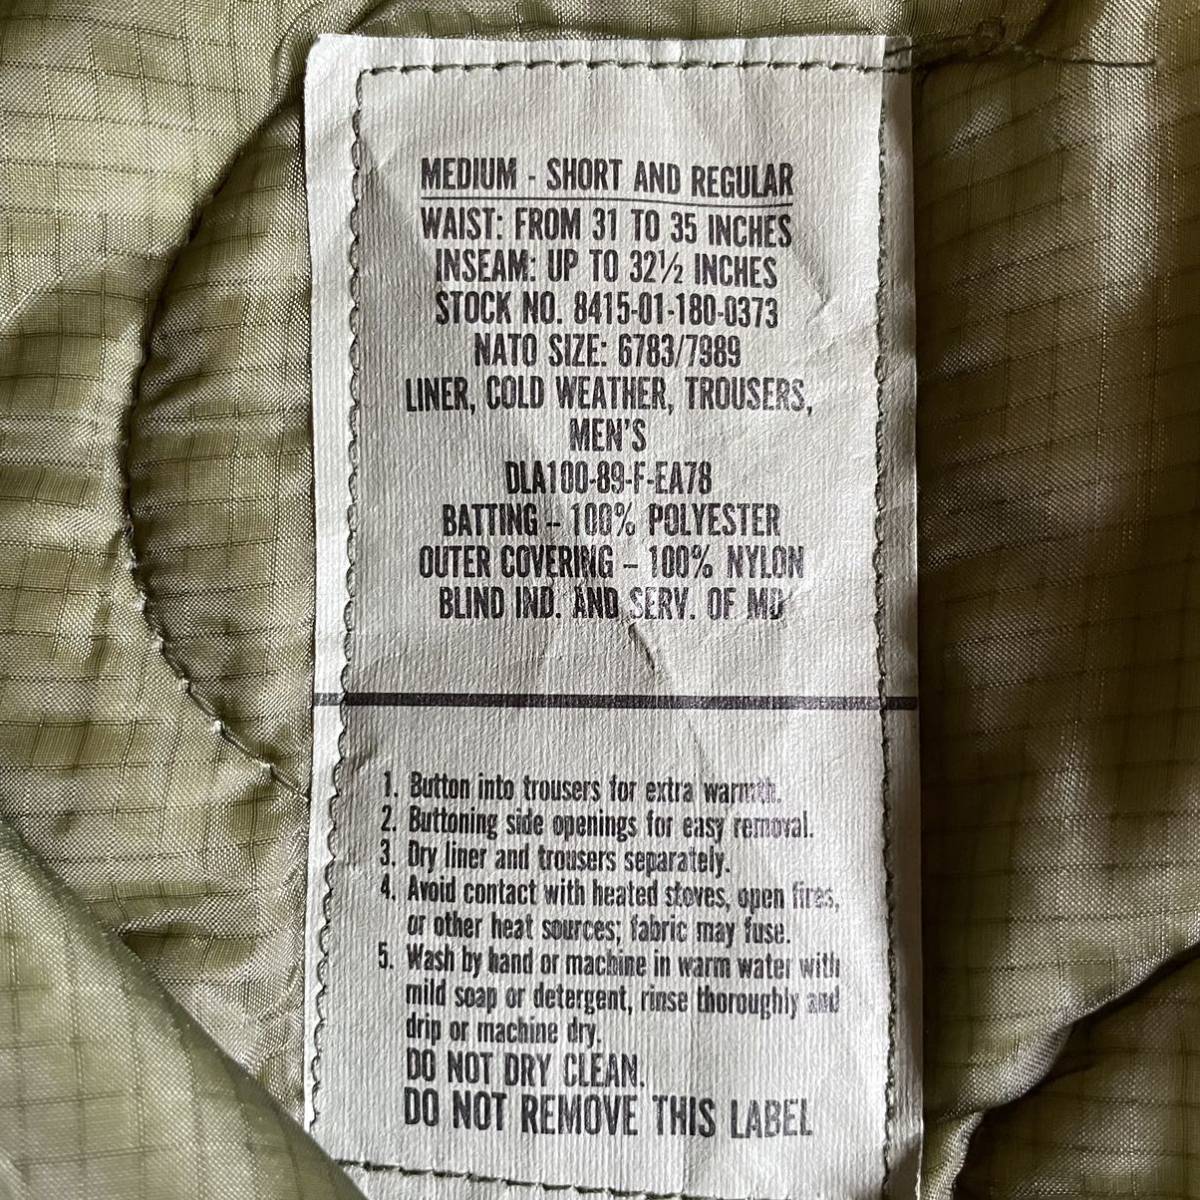 MEDIUM - SHORT AND REGULAR
WAIST: FROM 31 TO 35 INCHES
INSEAM: UP TO 32½ INCHES
STOCK NO. 8415-01-180-0373
NATO SIZE: 6783/7989
LINER, COLD WEATHER, TROUSERS,
MEN'S
DLA100-89-F-EA78
BATTING – 100% POLYESTER
OUTER COVERING – 100% NYLON
BLIND IND. AND SERV. OF MD
1. Button into trousers for extra warmth.
2. Buttoning side openings for easy removal.
3. Dry liner and trousers separately.
4. Avoid contact with heated stoves, open fires,
or other heat sources; fabric may fuse.
5. Wash by hand or machine in warm water with
mild soap or detergent, rinse thoroughly and
drip or machine dry.
DO NOT DRY CLEAN.
DO NOT REMOVE THIS LABEL